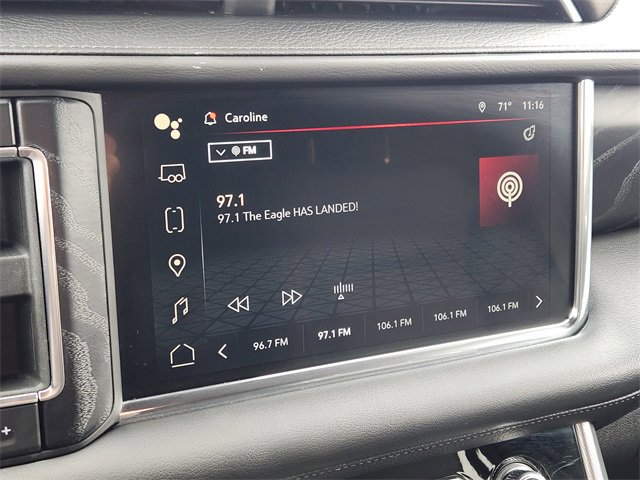 Caroline
71° 11:16
FM
97.1
97.1 The Eagle HAS LANDED!
96.7 FM 97.1 FM 106.1 FM 106.1 FM 106.1 FM
+